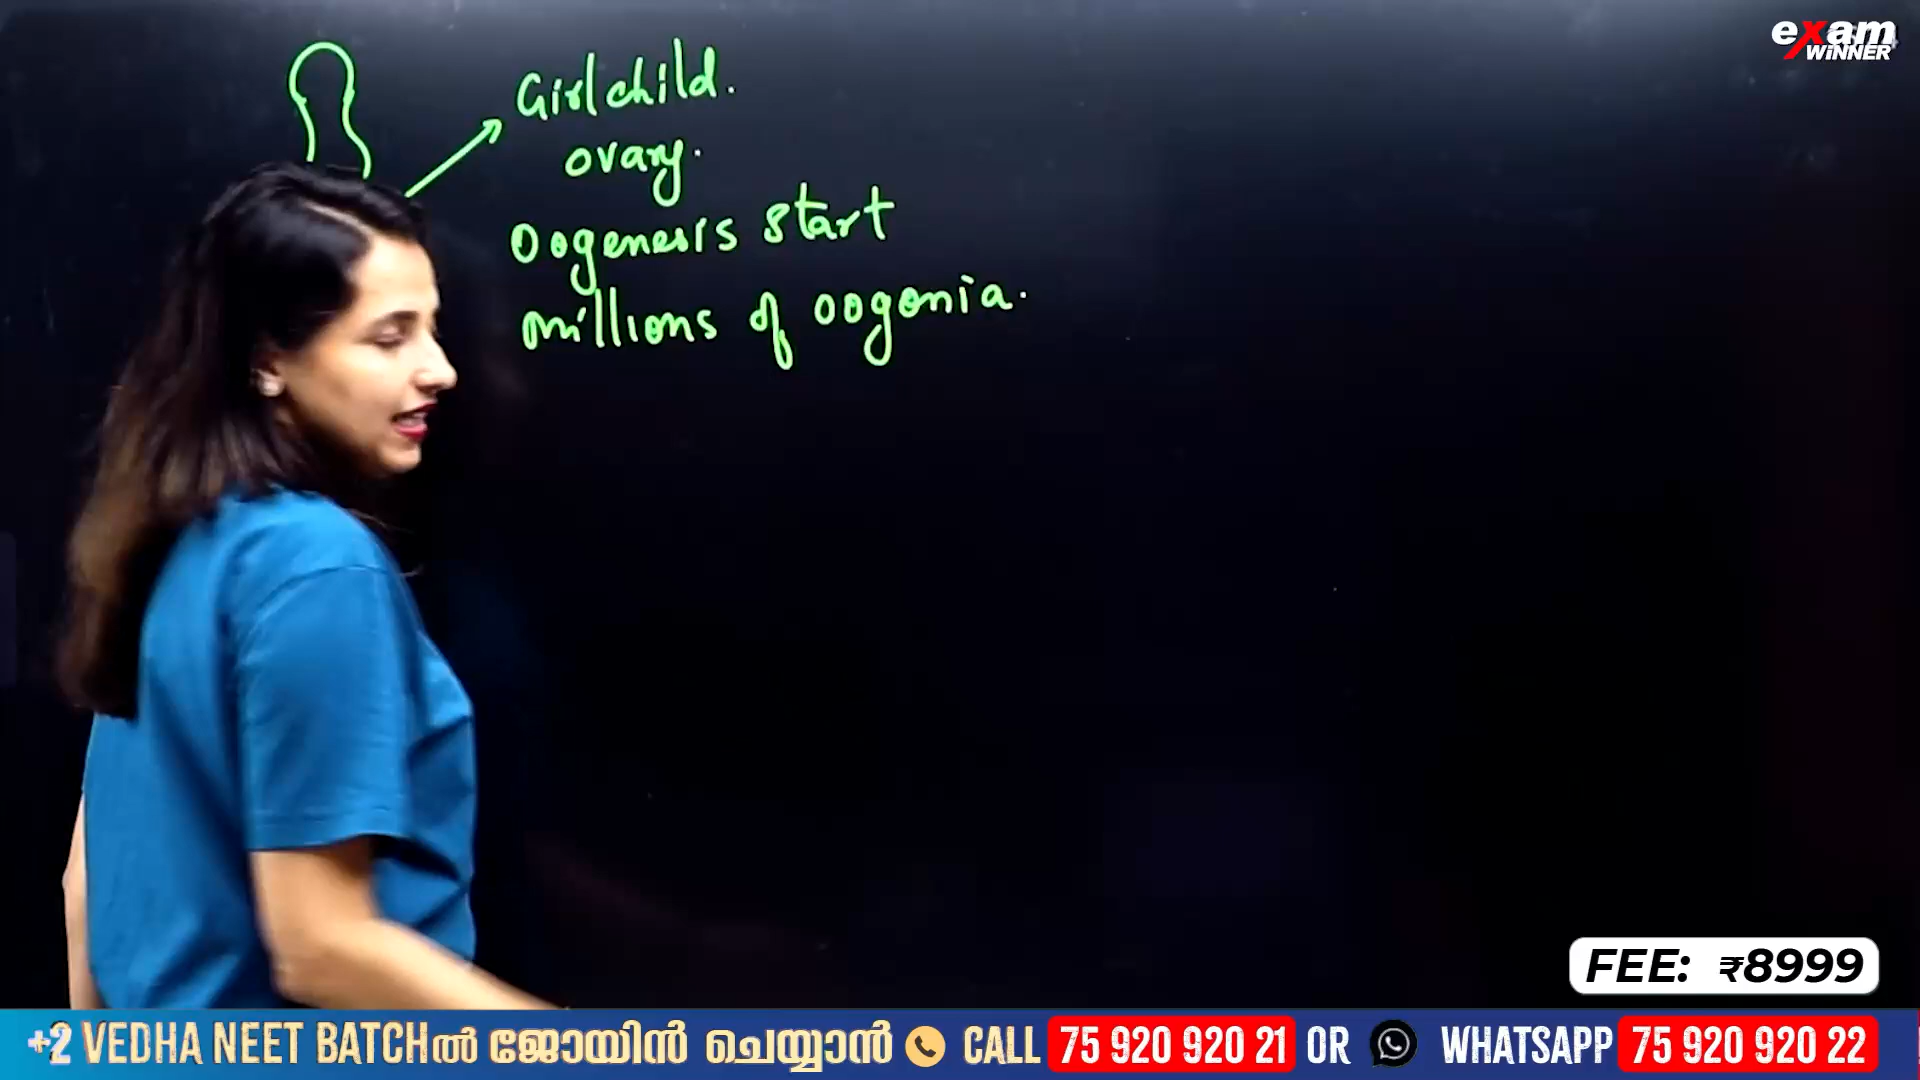 exam
WiNNER
Girl child.
ovary.
Oogenesis start
millions of oogonia.
FEE: ₹8999
+2 VEDHA NEET BATCHൽ ജോയിൻ ചെയ്യാൻ CALL 75 920 920 21 OR WHATSAPP 75 920 920 22